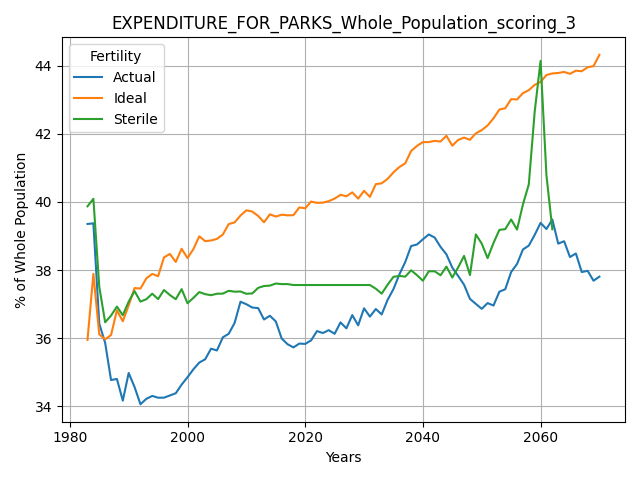 EXPENDITURE_FOR_PARKS_Whole_Population_scoring_3
Fertility
Actual
Ideal
Sterile
% of Whole Population
44
42
40
38
36
34
1980
2000
2020
2040
2060
Years